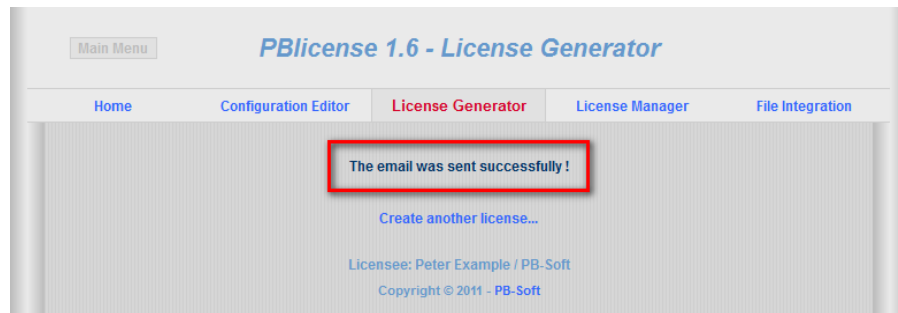 Main Menu
PBlicense 1.6 - License Generator
Home Configuration Editor License Generator License Manager File Integration
The email was sent successfully !
Create another license...
Licensee: Peter Example / PB-Soft
Copyright © 2011 - PB-Soft